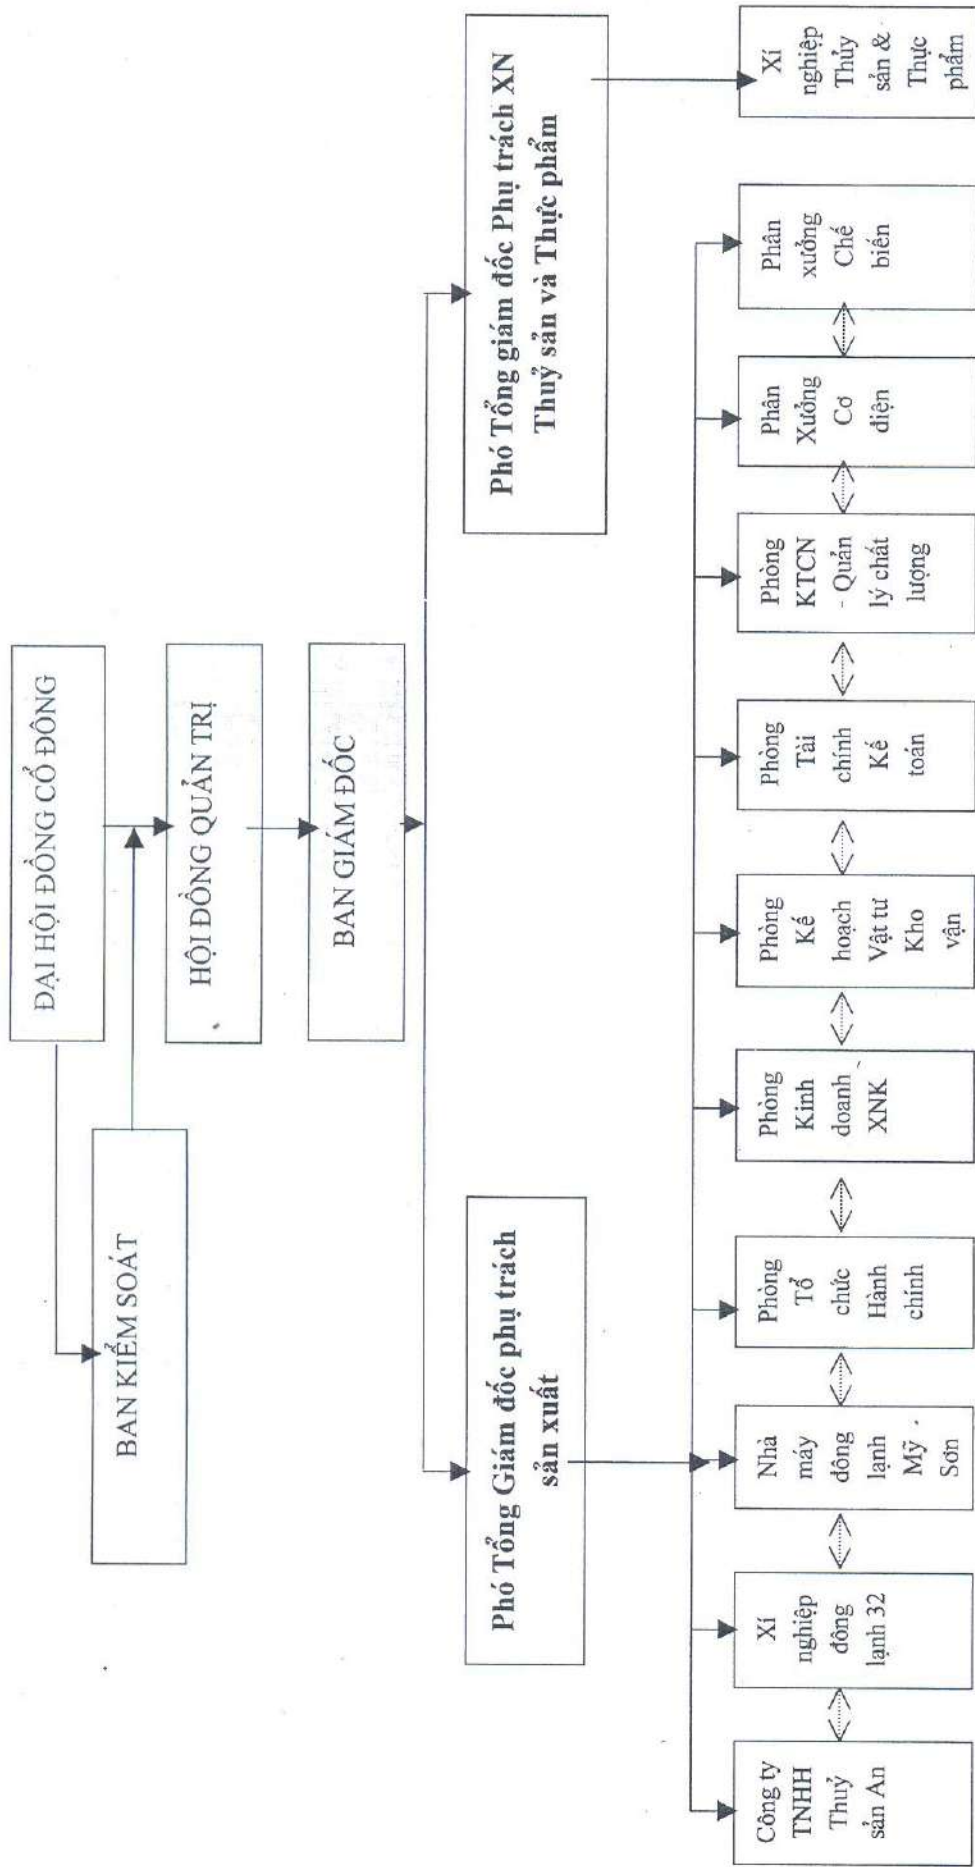 ĐẠI HỘI ĐỒNG CỔ ĐÔNG
BAN KIỂM SOÁT
HỘI ĐỒNG QUẢN TRỊ
BAN GIÁM ĐỐC
Phó Tổng Giám đốc phụ trách
sản xuất
Phó Tổng giám đốc Phụ trách XN
Thuỷ sản và Thực phẩm
Công ty
TNHH
Thuỷ
sản An
Xí
nghiệp
đông
lạnh 32
Nhà
máy
đông
lạnh
Mỹ
Sơn
Phòng
Tổ
chức
Hành
chính
Phòng
Kinh
doanh
XNK
Phòng
Kế
hoạch
Vật tư
Kho
vận
Phòng
Tài
chính
Kế
toán
Phòng
KTCN
- Quản
lý chất
lượng
Phân
Xưởng
Cơ
điện
Phân
xưởng
Chế
biến
Xí
nghiệp
Thủy
sản &
Thực
phẩm